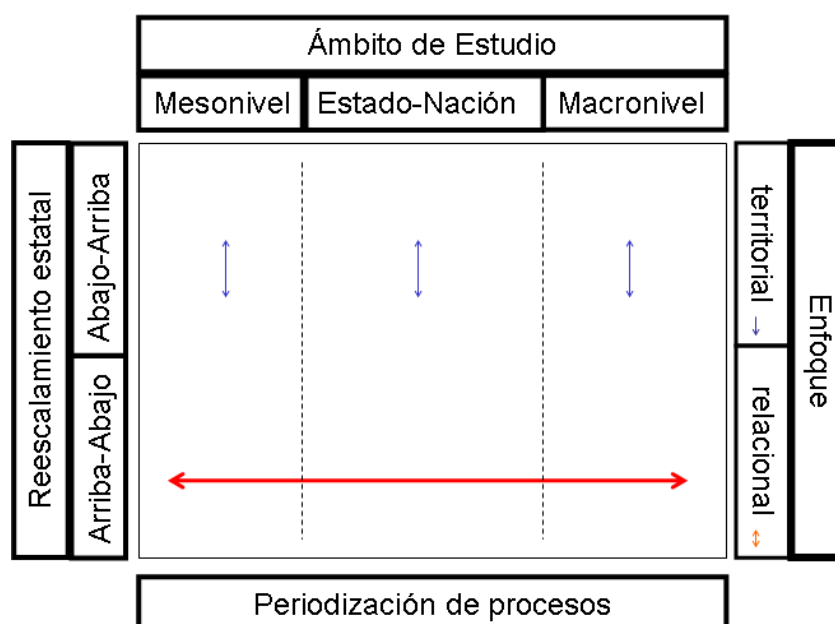 Ámbito de Estudio
Mesonivel
Estado-Nación
Macronivel
Reescalamiento estatal
Abajo-Arriba
Arriba-Abajo
territorial
relacional
Enfoque
Periodización de procesos